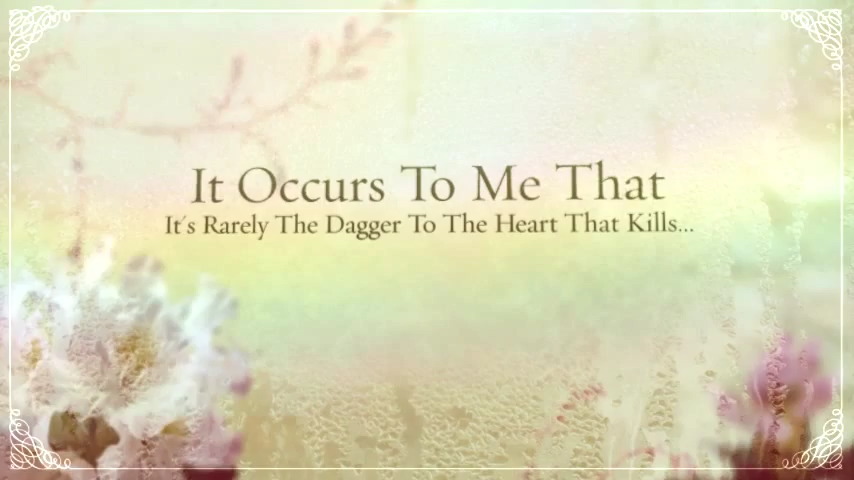 It Occurs To Me That
It's Rarely The Dagger To The Heart That Kills...